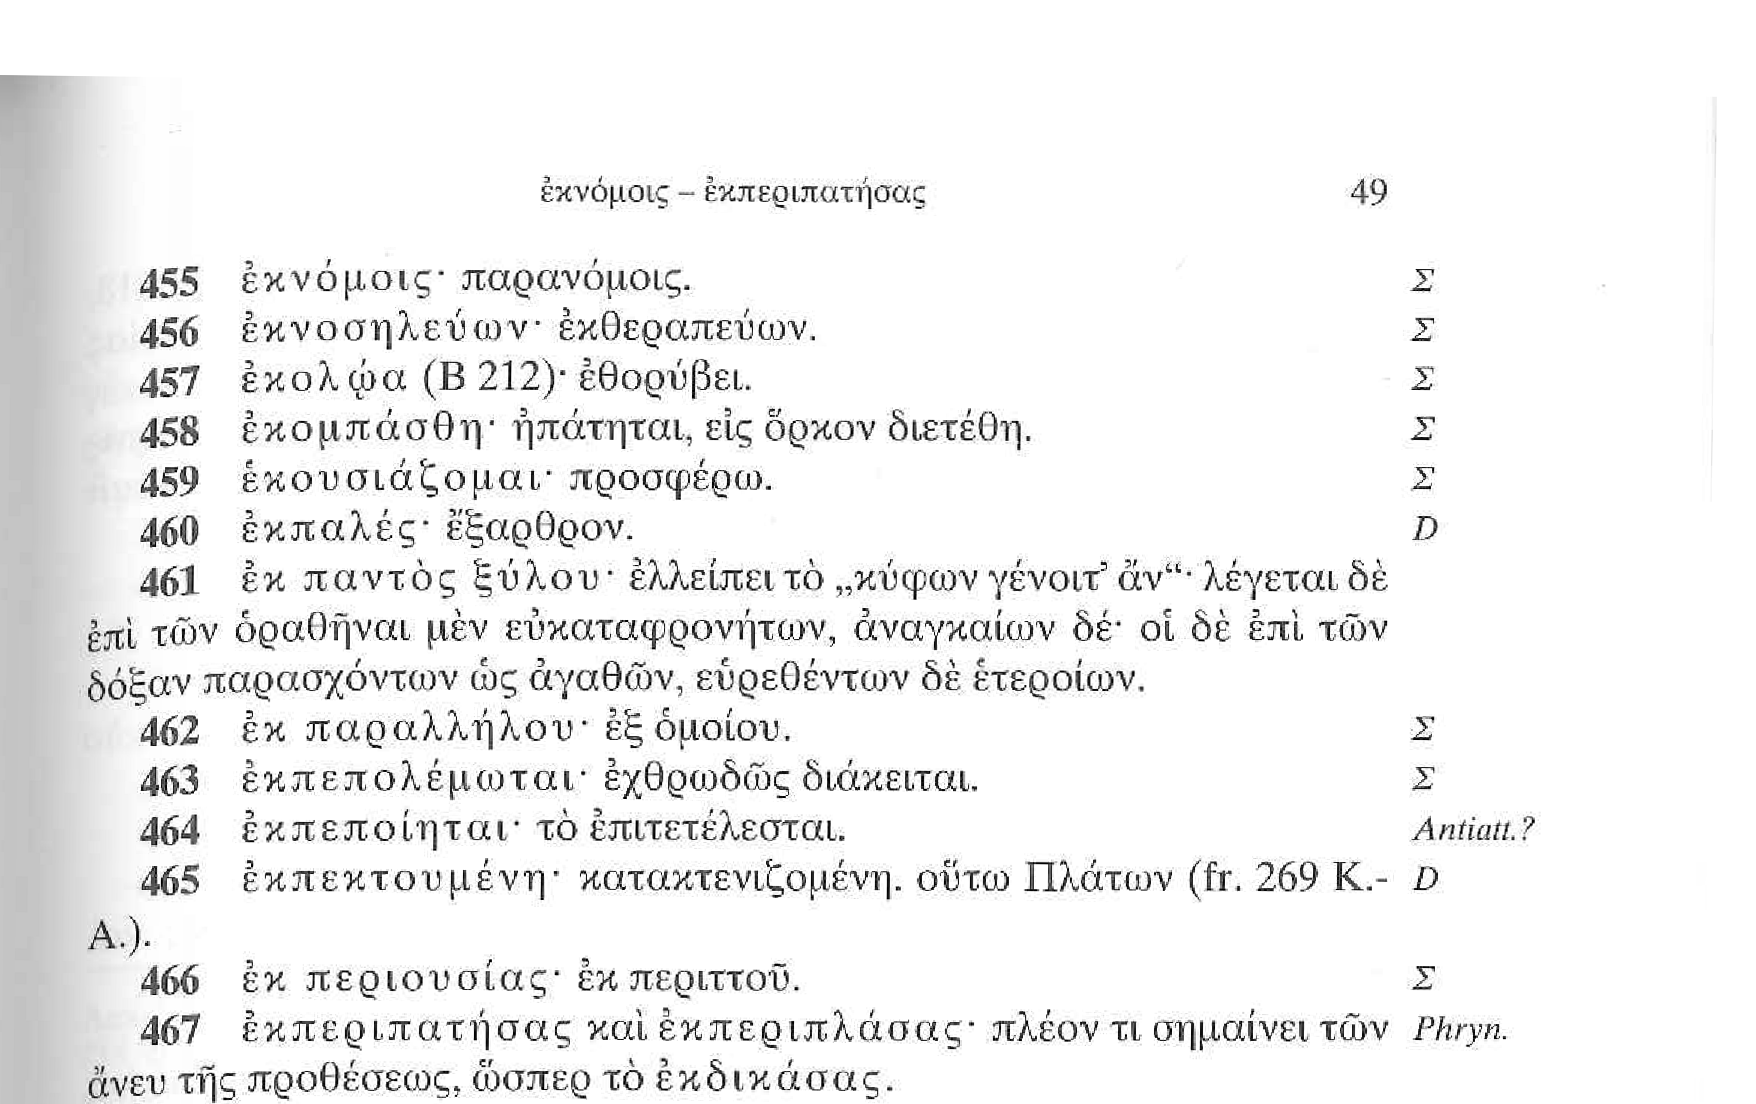 ἐκνόμοις – ἐκπεριπατήσας 49
455 ἐκνόμοις· παρανόμοις. Σ
456 ἐκνοσηλεύων· ἐκθεραπεύων. Σ
457 ἐκολῴα (Β 212)· ἐθορύβει. Σ
458 ἐκομπάσθη· ἠπάτηται, εἰς ὅρκον διετέθη. Σ
459 ἑκουσιάζομαι· προσφέρω. Σ
460 ἐκπαλές· ἔξαρθρον. D
461 ἐκ παντὸς ξύλου· ἐλλείπει τὸ „κύφων γένοιτ’ ἄν“· λέγεται δὲ
ἐπὶ τῶν ὁραθῆναι μὲν εὐκαταφρονήτων, ἀναγκαίων δέ· οἱ δὲ ἐπὶ τῶν
δόξαν παρασχόντων ὡς ἀγαθῶν, εὑρεθέντων δὲ ἑτεροίων.
462 ἐκ παραλλήλου· ἐξ ὁμοίου. Σ
463 ἐκπεπολέμωται· ἐχθρωδῶς διάκειται. Σ
464 ἐκπεποίηται· τὸ ἐπιτετέλεσται. Antiatt.?
465 ἐκπεκτουμένη· κατακτενιζομένη. οὕτω Πλάτων (fr. 269 K.- D
A.).
466 ἐκ περιουσίας· ἐκ περιττοῦ. Σ
467 ἐκπεριπατήσας καὶ ἐκπεριπλάσας· πλέον τι σημαίνει τῶν Phryn.
ἄνευ τῆς προθέσεως, ὥσπερ τὸ ἐκδικάσας.